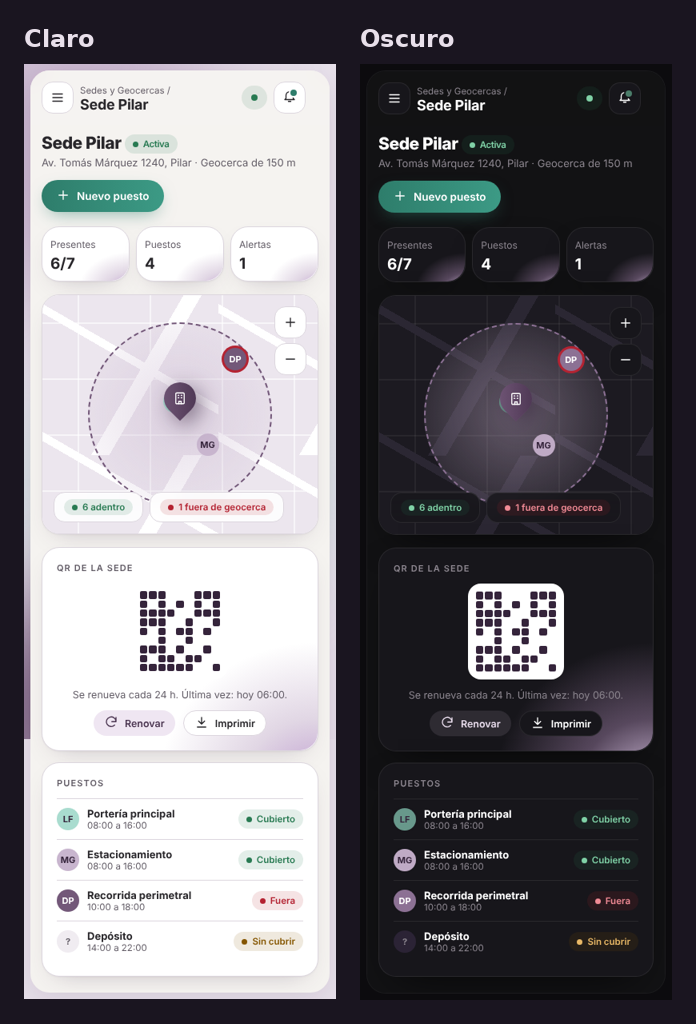 Claro
Sedes y Geocercas /
Sede Pilar
Sede Pilar Activa
Av. Tomás Márquez 1240, Pilar · Geocerca de 150 m
+ Nuevo puesto
Presentes Puestos Alertas
6/7 4 1
+
DP
−
MG
6 adentro 1 fuera de geocerca
QR DE LA SEDE
Se renueva cada 24 h. Última vez: hoy 06:00.
Renovar Imprimir
PUESTOS
LF Portería principal Cubierto
08:00 a 16:00
MG Estacionamiento Cubierto
08:00 a 16:00
DP Recorrida perimetral Fuera
10:00 a 18:00
? Depósito Sin cubrir
14:00 a 22:00
Oscuro
Sedes y Geocercas /
Sede Pilar
Sede Pilar Activa
Av. Tomás Márquez 1240, Pilar · Geocerca de 150 m
+ Nuevo puesto
Presentes Puestos Alertas
6/7 4 1
+
DP
−
MG
6 adentro 1 fuera de geocerca
QR DE LA SEDE
Se renueva cada 24 h. Última vez: hoy 06:00.
Renovar Imprimir
PUESTOS
LF Portería principal Cubierto
08:00 a 16:00
MG Estacionamiento Cubierto
08:00 a 16:00
DP Recorrida perimetral Fuera
10:00 a 18:00
? Depósito Sin cubrir
14:00 a 22:00